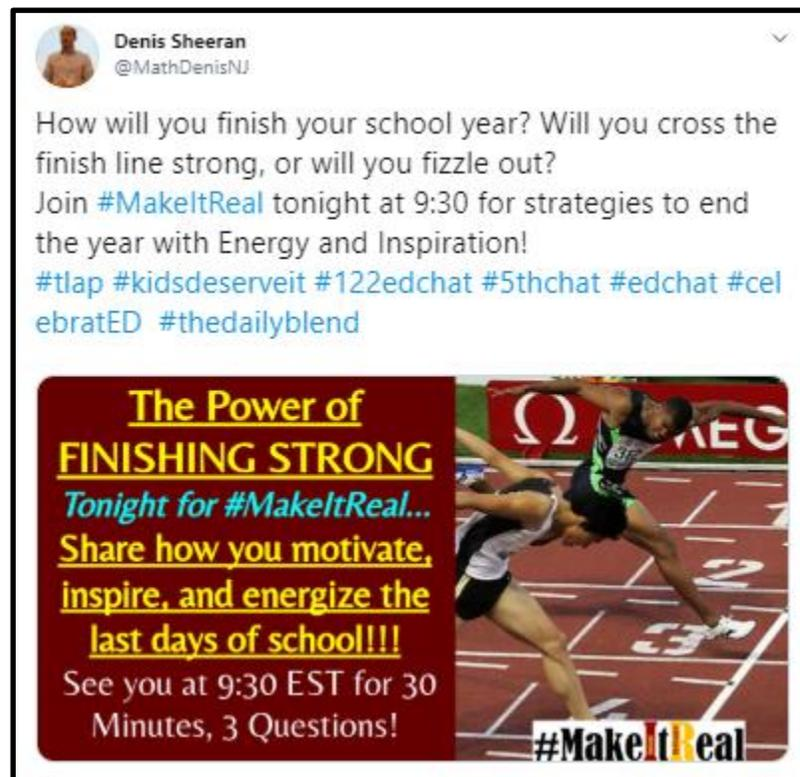 Denis Sheeran
@MathDenisNJ
How will you finish your school year? Will you cross the
finish line strong, or will you fizzle out?
Join #MakeItReal tonight at 9:30 for strategies to end
the year with Energy and Inspiration!
#tlap #kidsdeserveit #122edchat #5thchat #edchat #cel
ebratED #thedailyblend
The Power of
FINISHING STRONG
Tonight for #MakeItReal...
Share how you motivate,
inspire, and energize the
last days of school!!!
See you at 9:30 EST for 30
Minutes, 3 Questions!
Ω MEG
2
3
#MakeItReal